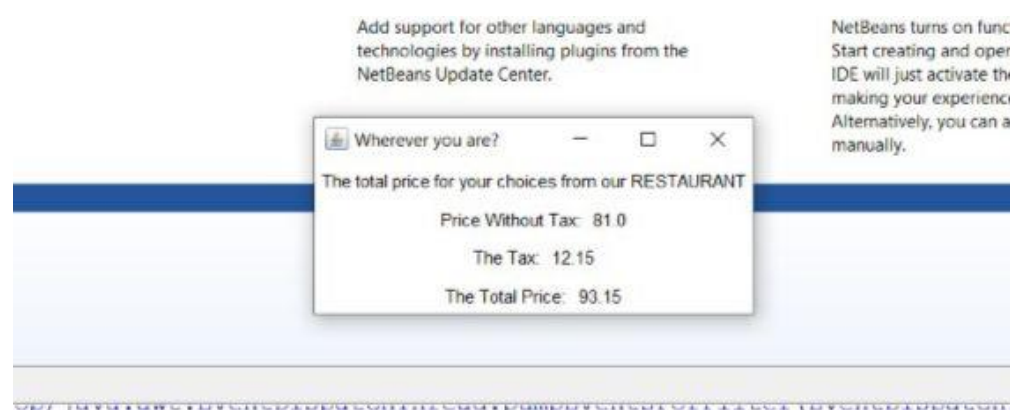 Add support for other languages and
technologies by installing plugins from the
NetBeans Update Center.
NetBeans turns on func
Start creating and oper
IDE will just activate the
making your experience
Alternatively, you can a
manually.
Wherever you are?
The total price for your choices from our RESTAURANT
Price Without Tax: 81.0
The Tax: 12.15
The Total Price: 93.15